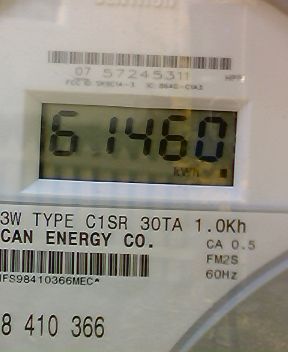 07 57245311
61460
kWh
3W TYPE C1SR 30TA 1.0Kh
CAN ENERGY CO.
CA 0.5
FM2S
60Hz
8 410 366